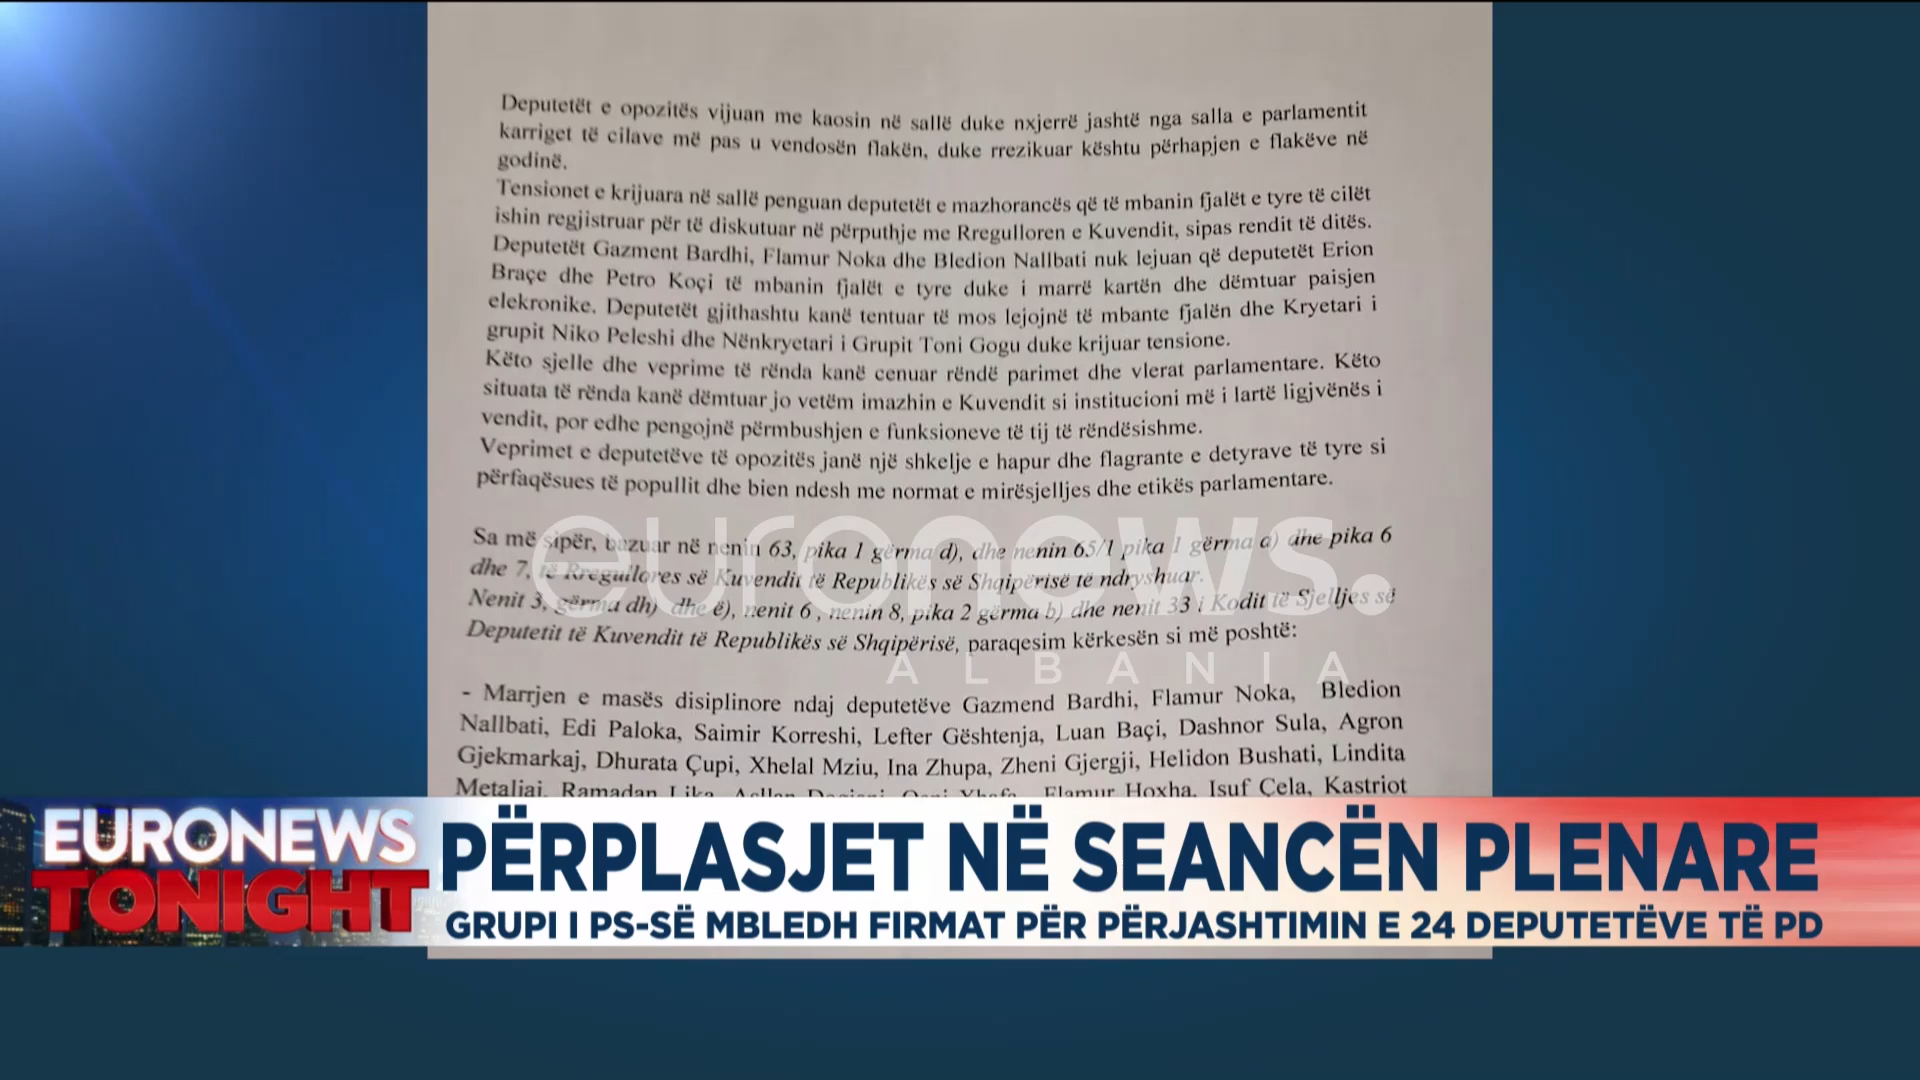 Deputetët e opozitës vijuan me kaosin në sallë duke nxjerrë jashtë nga salla e parlamentit
karriget të cilave më pas u vendosën flakën, duke rrezikuar kështu përhapjen e flakëve në
godinë.
Tensionet e krijuara në sallë penguan deputetët e mazhorancës që të mbanin fjalët e tyre të cilët
ishin regjistruar për të diskutuar në përputhje me Rregulloren e Kuvendit, sipas rendit të ditës.
Deputetët Gazment Bardhi, Flamur Noka dhe Bledion Nallbati nuk lejuan që deputetët Erion
Braçe dhe Petro Koçi të mbanin fjalët e tyre duke i marrë kartën dhe dëmtuar paisjen
elekronike. Deputetët gjithashtu kanë tentuar të mos lejojnë të mbante fjalën dhe Kryetari i
grupit Niko Peleshi dhe Nënkryetari i Grupit Toni Gogu duke krijuar tensione.
Këto sjelle dhe veprime të rënda kanë cenuar rëndë parimet dhe vlerat parlamentare. Këto
situata të rënda kanë dëmtuar jo vetëm imazhin e Kuvendit si institucioni më i lartë ligjvënës i
vendit, por edhe pengojnë përmbushjen e funksioneve të tij të rëndësishme.
Veprimet e deputetëve të opozitës janë një shkelje e hapur dhe flagrante e detyrave të tyre si
përfaqësues të popullit dhe bien ndesh me normat e mirësjelljes dhe etikës parlamentare.
Sa më sipër, bazuar në nenin 63, pika 1 gërma d), dhe nenin 65/1 pika 1 gërma a) dhe pika 6
dhe 7, të Rregullores së Kuvendit të Republikës së Shqipërisë të ndryshuar.
Nenit 3, gërma dh) dhe ë), nenit 6 , nenin 8, pika 2 gërma b) dhe nenit 33 i Kodit të Sjelljes së
Deputetit të Kuvendit të Republikës së Shqipërisë, paraqesim kërkesën si më poshtë:
euronews.
ALBANIA
- Marrjen e masës disiplinore ndaj deputetëve Gazmend Bardhi, Flamur Noka, Bledion
Nallbati, Edi Paloka, Saimir Korreshi, Lefter Gështenja, Luan Baçi, Dashnor Sula, Agron
Gjekmarkaj, Dhurata Çupi, Xhelal Mziu, Ina Zhupa, Zheni Gjergji, Helidon Bushati, Lindita
Metaliaj, Ramadan Lika, Flamur Hoxha, Isuf Çela, Kastriot
EURONEWS
TONIGHT
PËRPLASJET NË SEANCËN PLENARE
GRUPI I PS-SË MBLEDH FIRMAT PËR PËRJASHTIMIN E 24 DEPUTETËVE TË PD